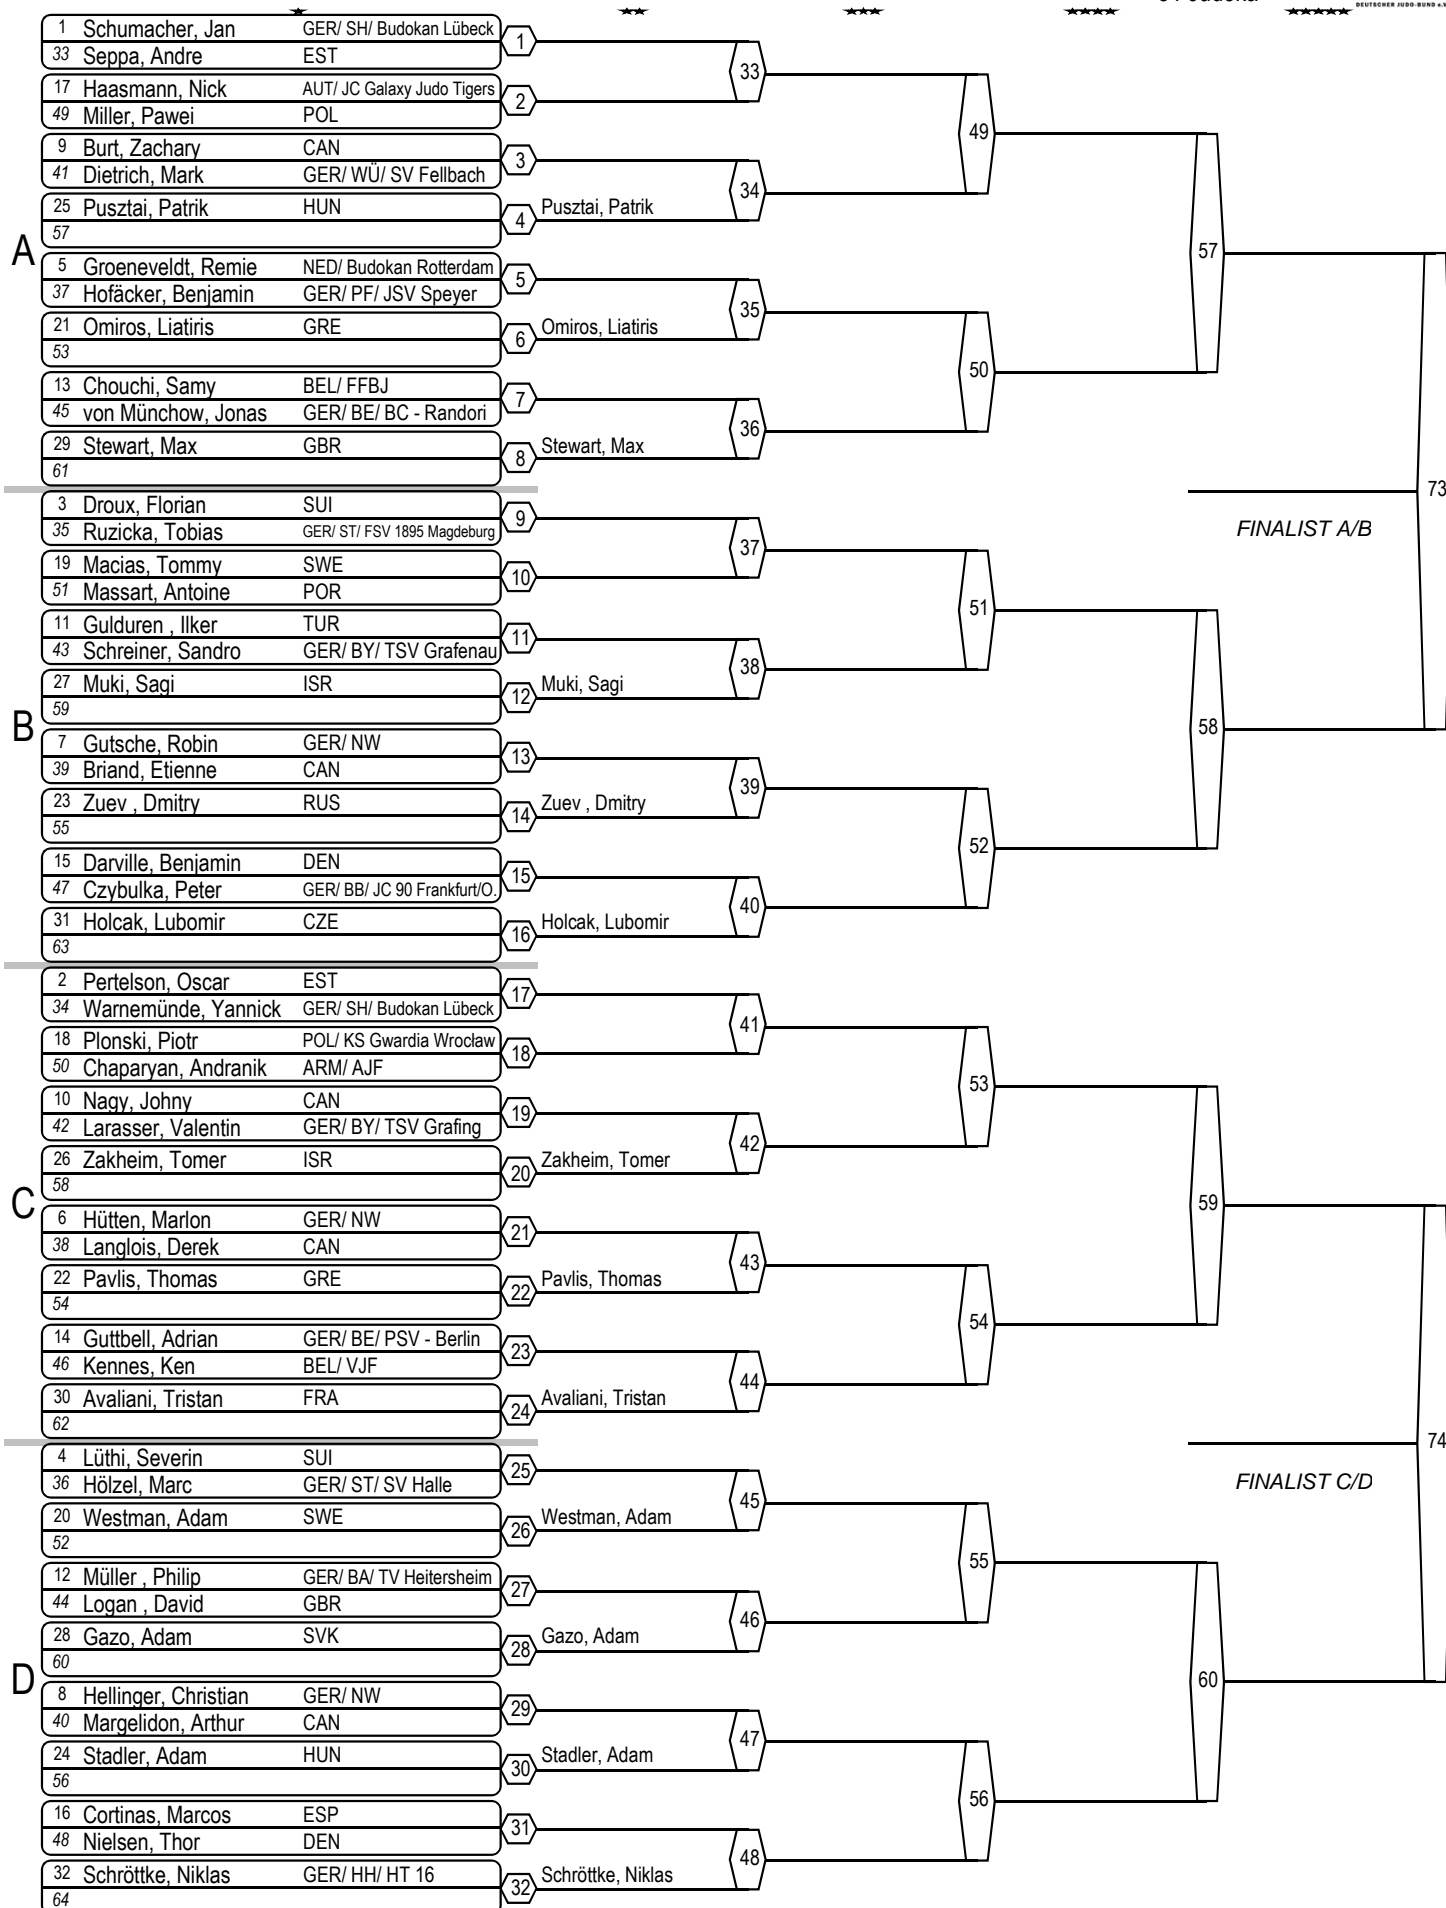 DEUTSCHER JUDO-BUND e.V.
1 Schumacher, Jan GER/ SH/ Budokan Lübeck
33 Seppa, Andre EST
1
17 Haasmann, Nick AUT/ JC Galaxy Judo Tigers
49 Miller, Pawei POL
2
33
9 Burt, Zachary CAN
41 Dietrich, Mark GER/ WÜ/ SV Fellbach
3
49
25 Pusztai, Patrik HUN
57
4 Pusztai, Patrik
34
A
5 Groeneveldt, Remie NED/ Budokan Rotterdam
37 Hofäcker, Benjamin GER/ PF/ JSV Speyer
5
57
21 Omiros, Liatiris GRE
53
6 Omiros, Liatiris
35
13 Chouchi, Samy BEL/ FFBJ
45 von Münchow, Jonas GER/ BE/ BC - Randori
7
50
29 Stewart, Max GBR
61
8 Stewart, Max
36
3 Droux, Florian SUI
35 Ruzicka, Tobias GER/ ST/ FSV 1895 Magdeburg
9
73
FINALIST A/B
19 Macias, Tommy SWE
51 Massart, Antoine POR
10
37
11 Gulduren , Ilker TUR
43 Schreiner, Sandro GER/ BY/ TSV Grafenau
11
51
27 Muki, Sagi ISR
59
12 Muki, Sagi
38
B
7 Gutsche, Robin GER/ NW
39 Briand, Etienne CAN
13
58
23 Zuev , Dmitry RUS
55
14 Zuev , Dmitry
39
15 Darville, Benjamin DEN
47 Czybulka, Peter GER/ BB/ JC 90 Frankfurt/O.
15
52
31 Holcak, Lubomir CZE
63
16 Holcak, Lubomir
40
2 Pertelson, Oscar EST
34 Warnemünde, Yannick GER/ SH/ Budokan Lübeck
17
18 Plonski, Piotr POL/ KS Gwardia Wrocław
50 Chaparyan, Andranik ARM/ AJF
18
41
10 Nagy, Johny CAN
42 Larasser, Valentin GER/ BY/ TSV Grafing
19
53
26 Zakheim, Tomer ISR
58
20 Zakheim, Tomer
42
C
6 Hütten, Marlon GER/ NW
38 Langlois, Derek CAN
21
59
22 Pavlis, Thomas GRE
54
22 Pavlis, Thomas
43
14 Guttbell, Adrian GER/ BE/ PSV - Berlin
46 Kennes, Ken BEL/ VJF
23
54
30 Avaliani, Tristan FRA
62
24 Avaliani, Tristan
44
4 Lüthi, Severin SUI
36 Hölzel, Marc GER/ ST/ SV Halle
25
74
FINALIST C/D
20 Westman, Adam SWE
52
26 Westman, Adam
45
12 Müller , Philip GER/ BA/ TV Heitersheim
44 Logan , David GBR
27
55
28 Gazo, Adam SVK
60
28 Gazo, Adam
46
D
8 Hellinger, Christian GER/ NW
40 Margelidon, Arthur CAN
29
60
24 Stadler, Adam HUN
56
30 Stadler, Adam
47
16 Cortinas, Marcos ESP
48 Nielsen, Thor DEN
31
56
32 Schröttke, Niklas GER/ HH/ HT 16
64
32 Schröttke, Niklas
48